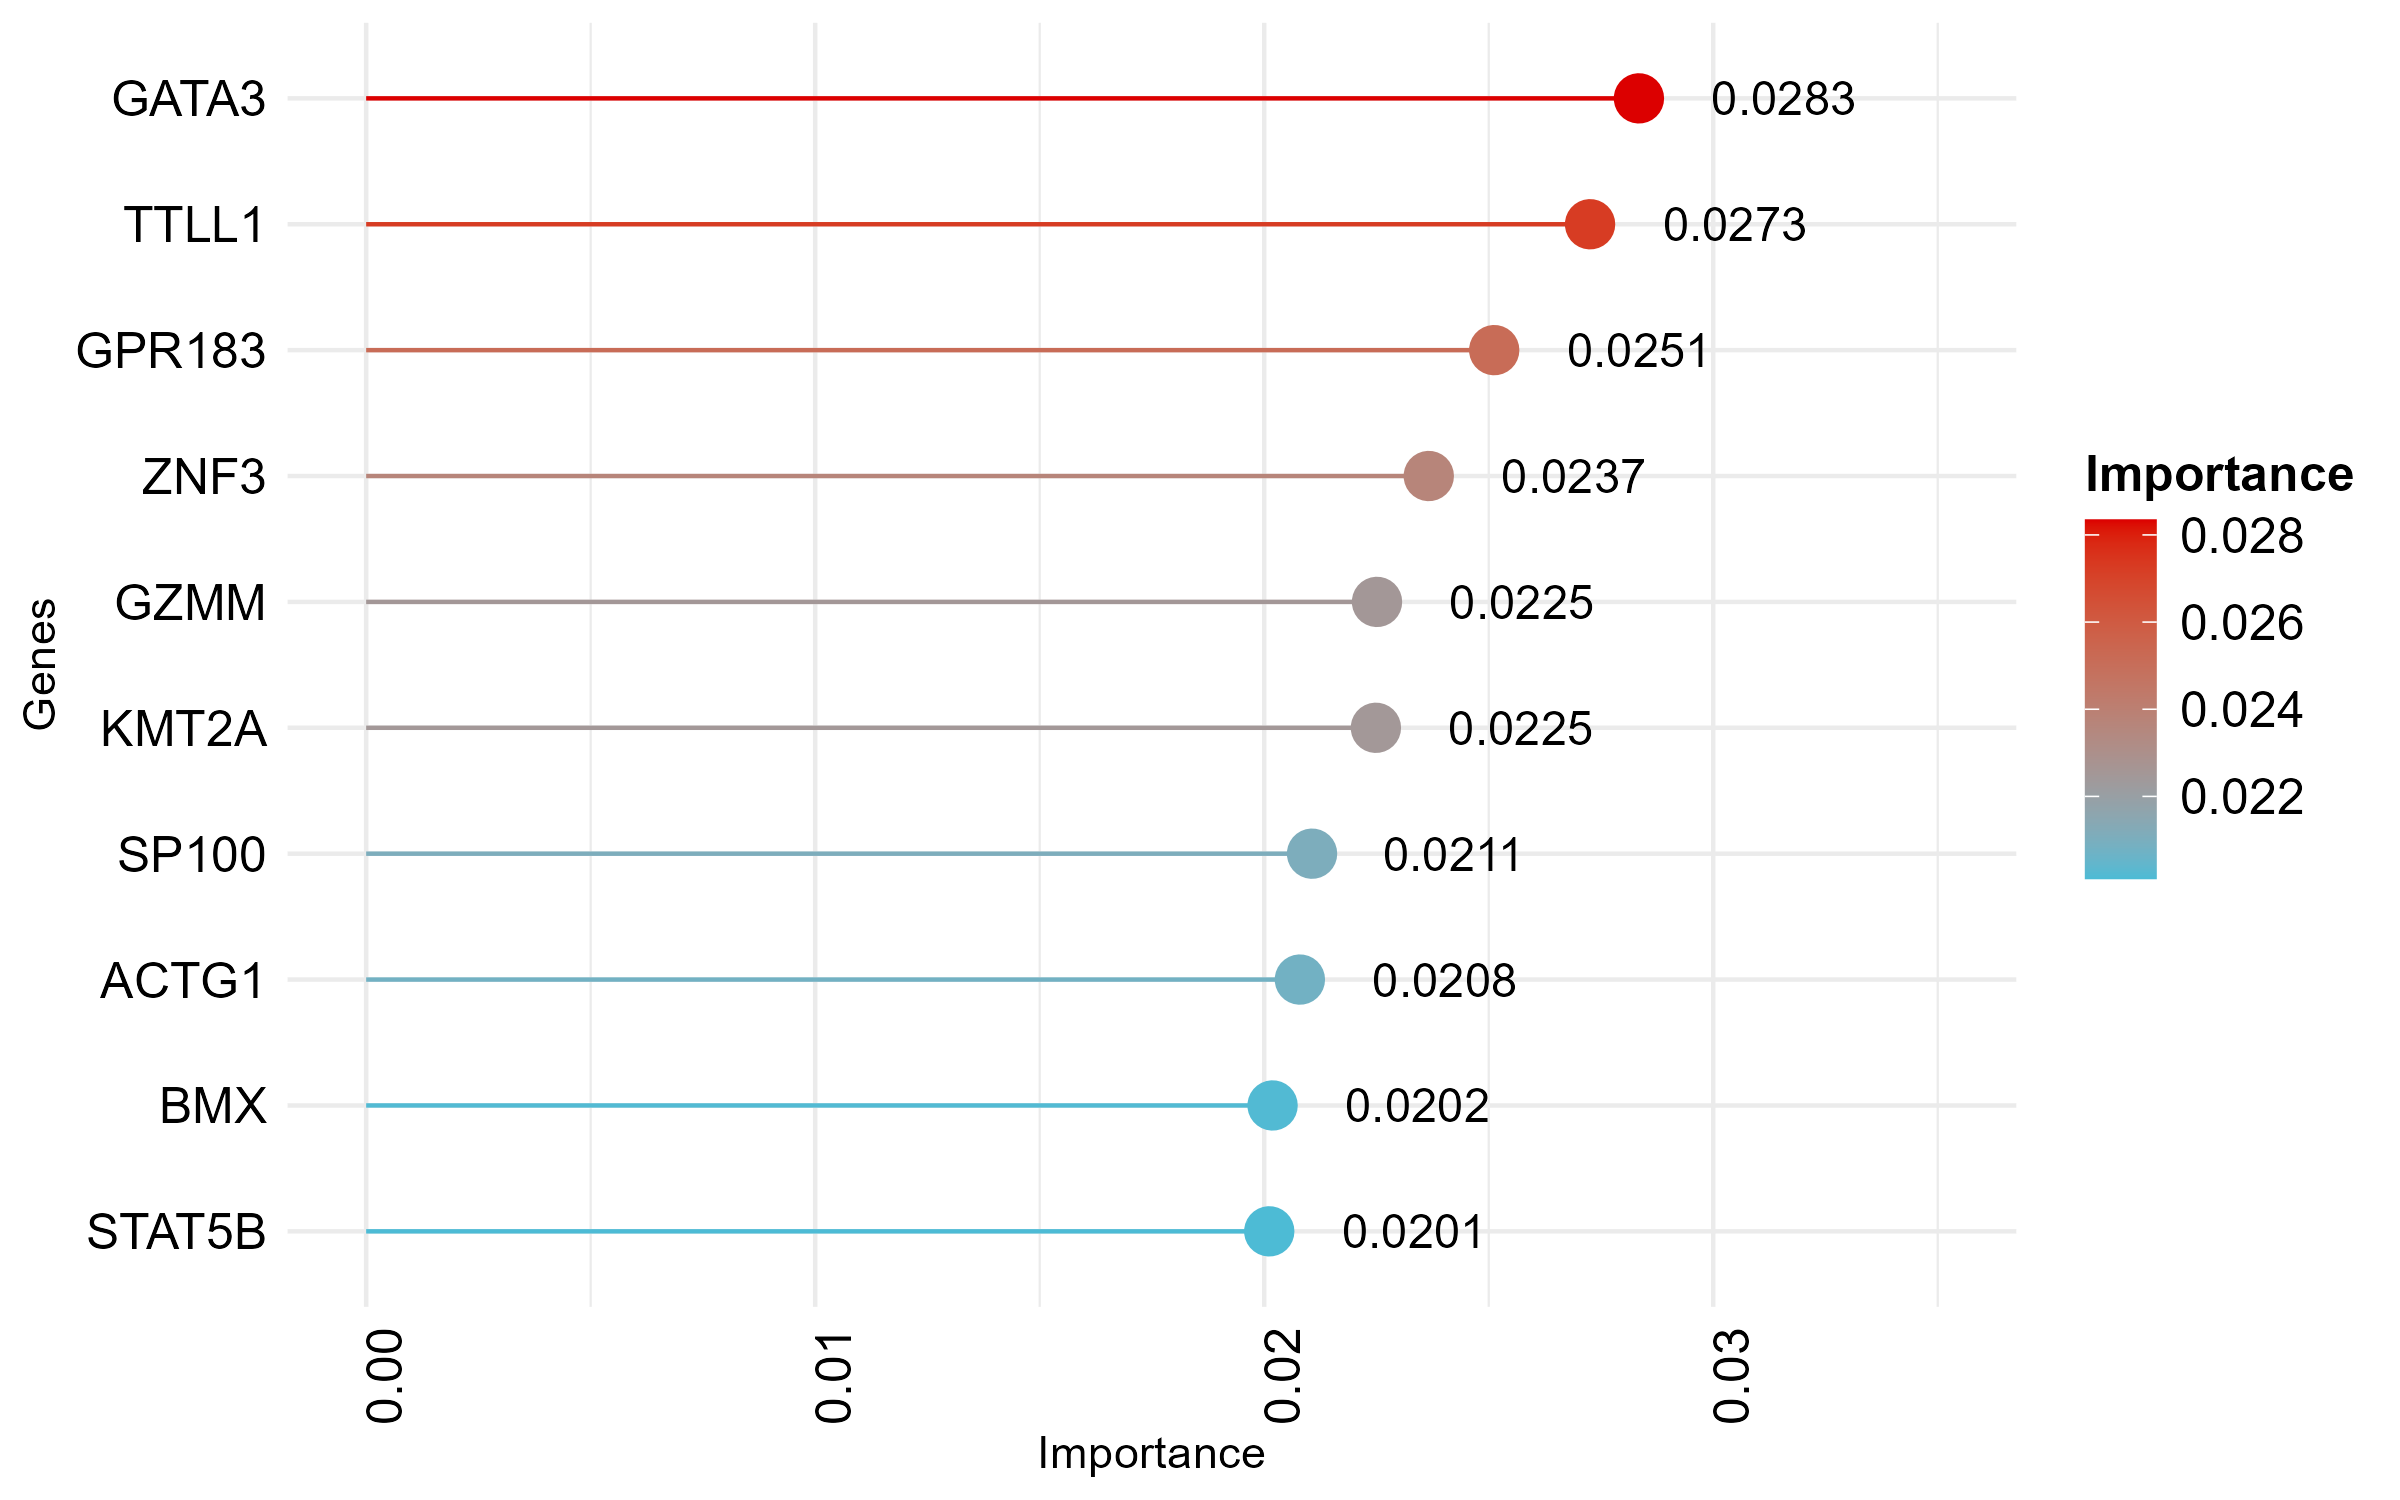 GATA3 0.0283
TTLL1 0.0273
GPR183 0.0251
ZNF3 0.0237
GZMM 0.0225
KMT2A 0.0225
SP100 0.0211
ACTG1 0.0208
BMX 0.0202
STAT5B 0.0201
Genes
0.00 0.01 0.02 0.03
Importance
Importance
0.028
0.026
0.024
0.022